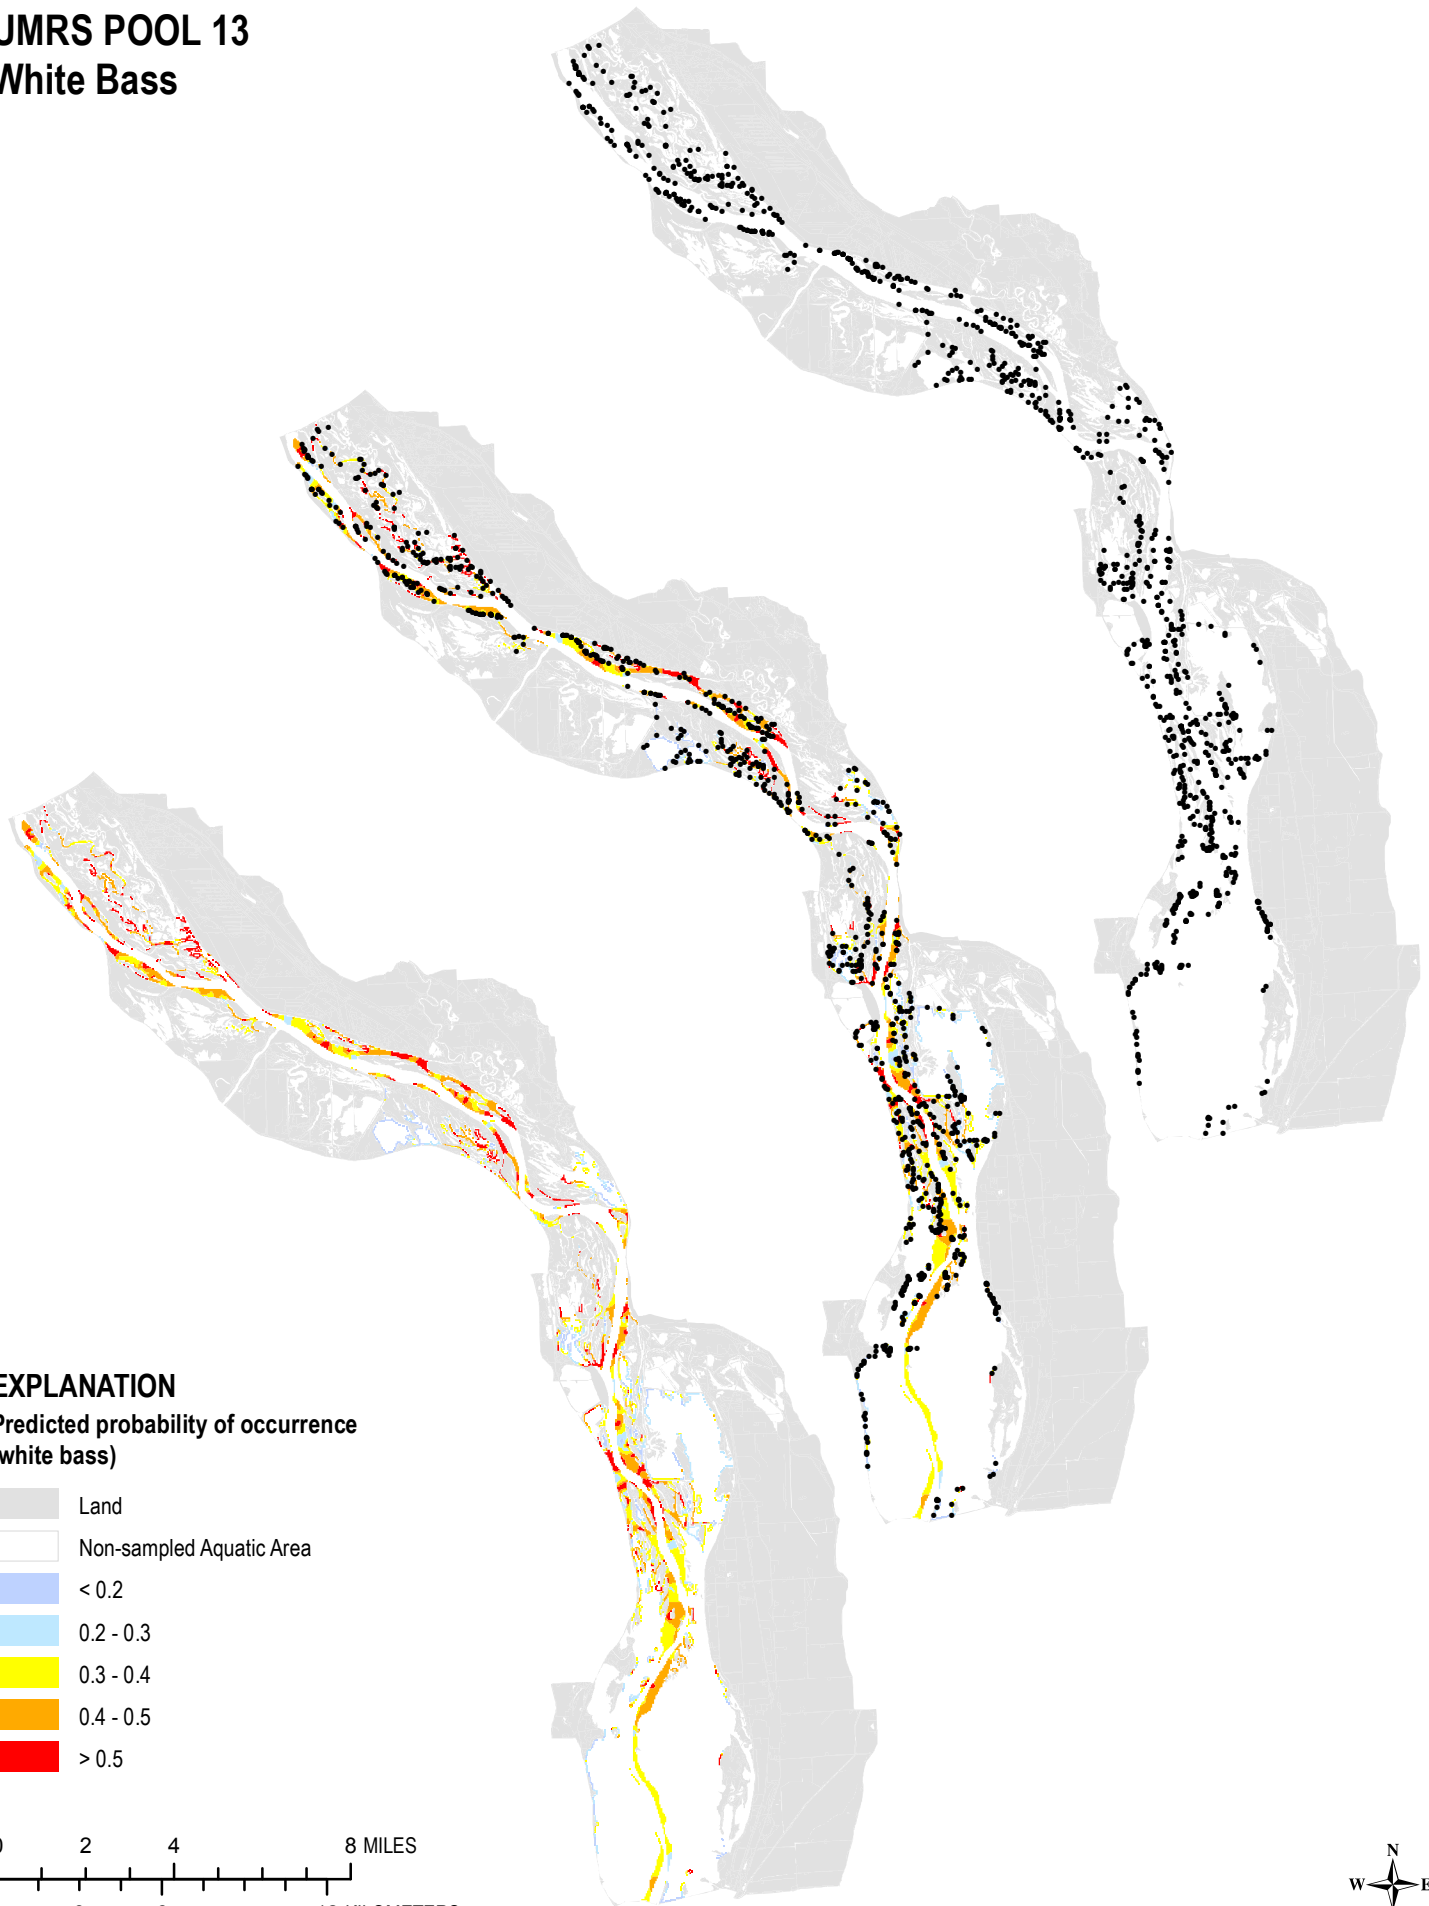 UMRS POOL 13
White Bass
EXPLANATION
Predicted probability of occurrence
white bass)
Land
Non-sampled Aquatic Area
< 0.2
0.2 - 0.3
0.3 - 0.4
0.4 - 0.5
> 0.5
0 2 4 8 MILES
N
W E